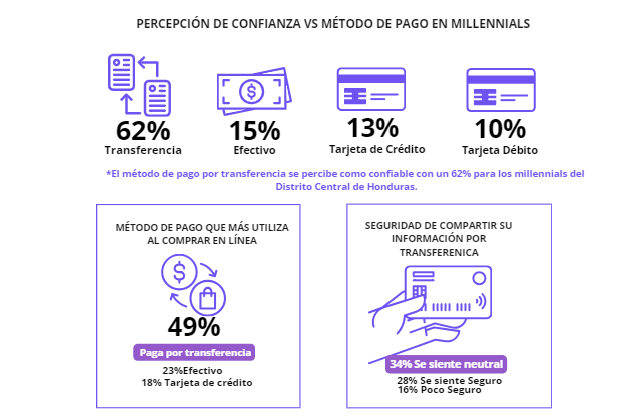 PERCEPCIÓN DE CONFIANZA VS MÉTODO DE PAGO EN MILLENNIALS
62%
Transferencia
15%
Efectivo
13%
Tarjeta de Crédito
10%
Tarjeta Débito
*El método de pago por transferencia se percibe como confiable con un 62% para los millennials del
Distrito Central de Honduras.
MÉTODO DE PAGO QUE MÁS UTILIZA
AL COMPRAR EN LÍNEA
49%
Paga por transferencia
23%Efectivo
18% Tarjeta de crédito
SEGURIDAD DE COMPARTIR SU
INFORMACIÓN POR
TRANSFERENICA
34% Se siente neutral
28% Se siente Seguro
16% Poco Seguro